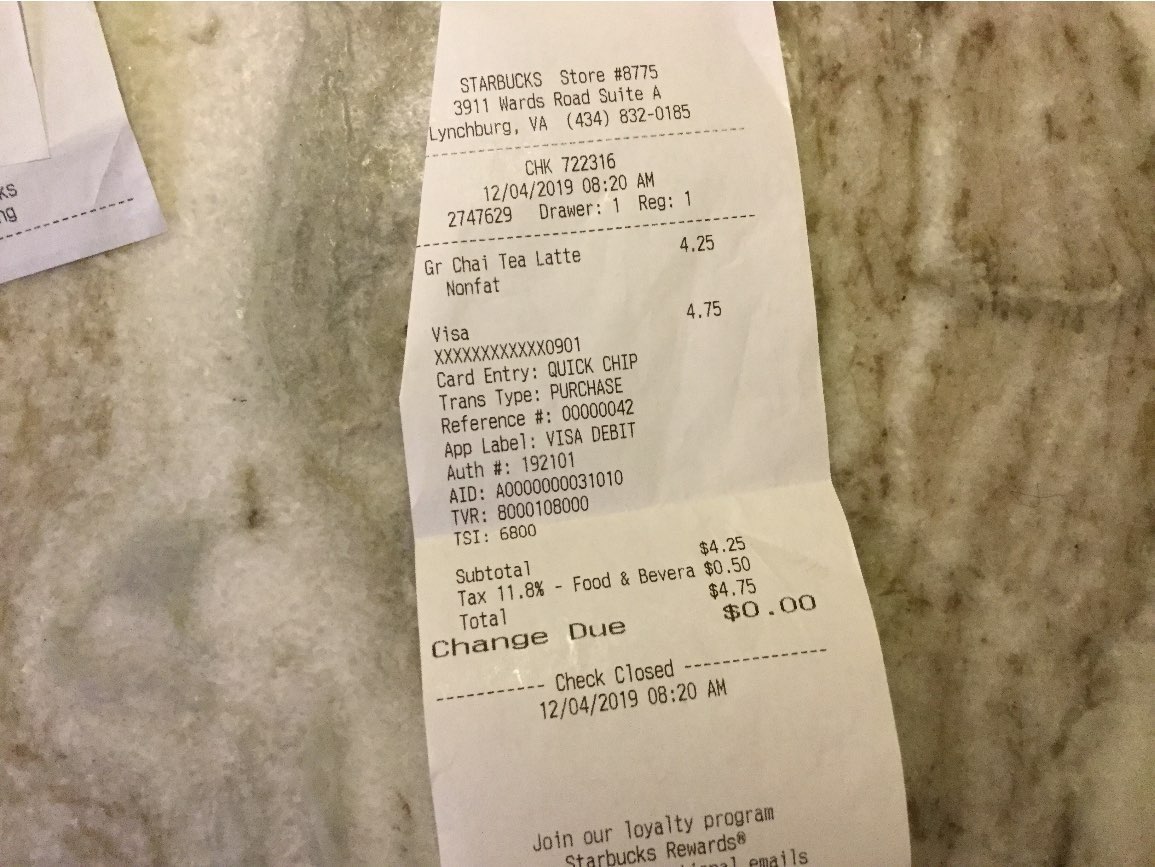 ks
ng
STARBUCKS Store #8775
3911 Wards Road Suite A
Lynchburg, VA (434) 832-0185
CHK 722316
12/04/2019 08:20 AM
2747629 Drawer: 1 Reg: 1
Gr Chai Tea Latte 4.25
Nonfat
Visa 4.75
XXXXXXXXXXXX0901
Card Entry: QUICK CHIP
Trans Type: PURCHASE
Reference #: 00000042
App Label: VISA DEBIT
Auth #: 192101
AID: A0000000031010
TVR: 8000108000
TSI: 6800
Subtotal $4.25
Tax 11.8% - Food & Bevera $0.50
Total $4.75
Change Due $0.00
----------- Check Closed ---------------
12/04/2019 08:20 AM
Join our loyalty program
Starbucks Rewards®
emails